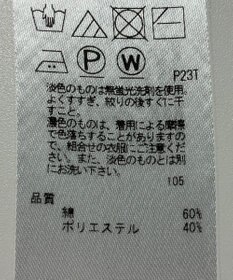 P23T
淡色のものは無蛍光洗剤を使用。
よくすすぎ、絞りの後すぐに干
すこと。
濃色のものは、着用による摩擦
で色落ちすることがありますの
で、組合せの衣服にご注意くだ
さい。また、淡色のものとは別
にお洗い下さい。
105
品質
綿 60%
ポリエステル 40%